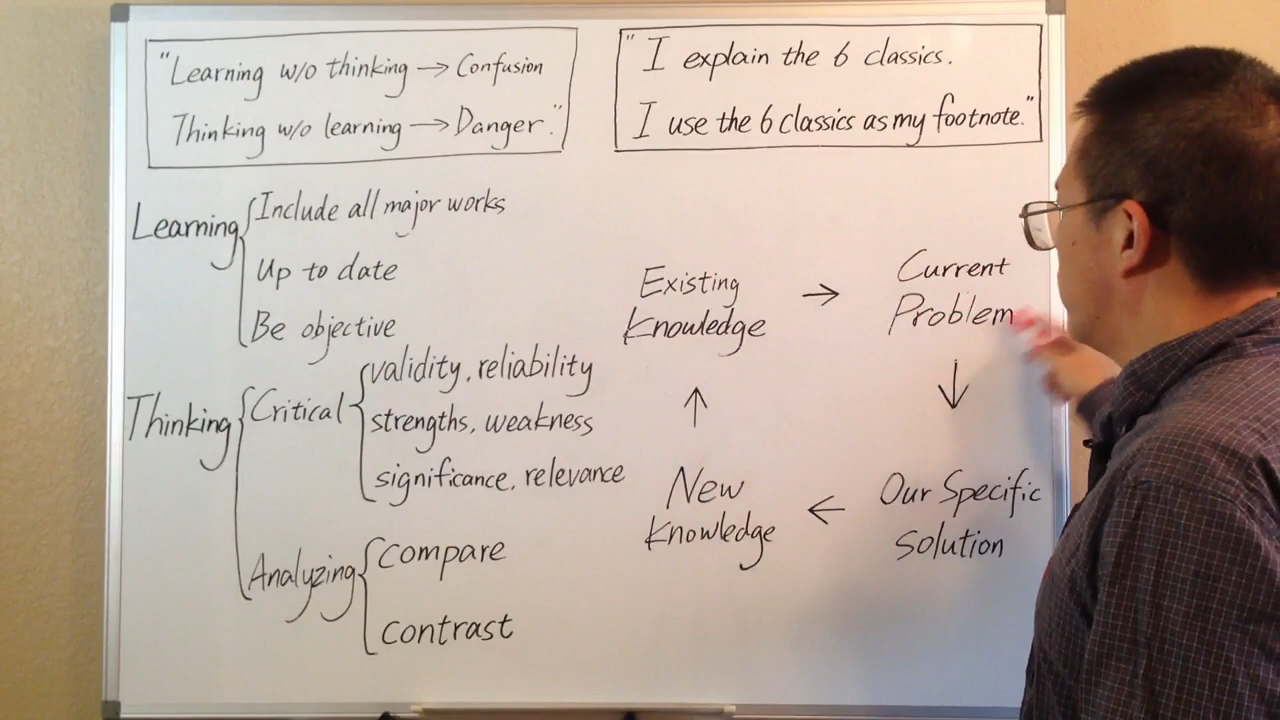 "Learning w/o thinking → Confusion
Thinking w/o learning → Danger."
"I explain the 6 classics.
I use the 6 classics as my footnote."
Learning
Include all major works
Up to date
Be objective
Thinking
Critical
validity, reliability
strengths, weakness
significance, relevance
Analyzing
compare
contrast
Existing
Knowledge
→
Current
Problem
↓
Our Specific
Solution
←
New
Knowledge
↑